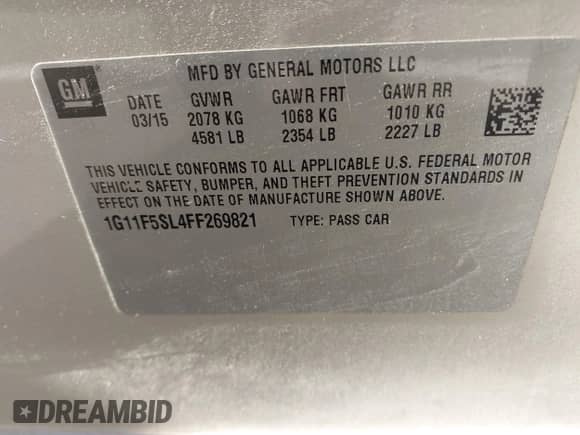 GM
MFD BY GENERAL MOTORS LLC
DATE GVWR GAWR FRT GAWR RR
03/15 2078 KG 1068 KG 1010 KG
4581 LB 2354 LB 2227 LB
THIS VEHICLE CONFORMS TO ALL APPLICABLE U.S. FEDERAL MOTOR
VEHICLE SAFETY, BUMPER, AND THEFT PREVENTION STANDARDS IN
EFFECT ON THE DATE OF MANUFACTURE SHOWN ABOVE.
1G11F5SL4FF269821 TYPE: PASS CAR
DREAMBID